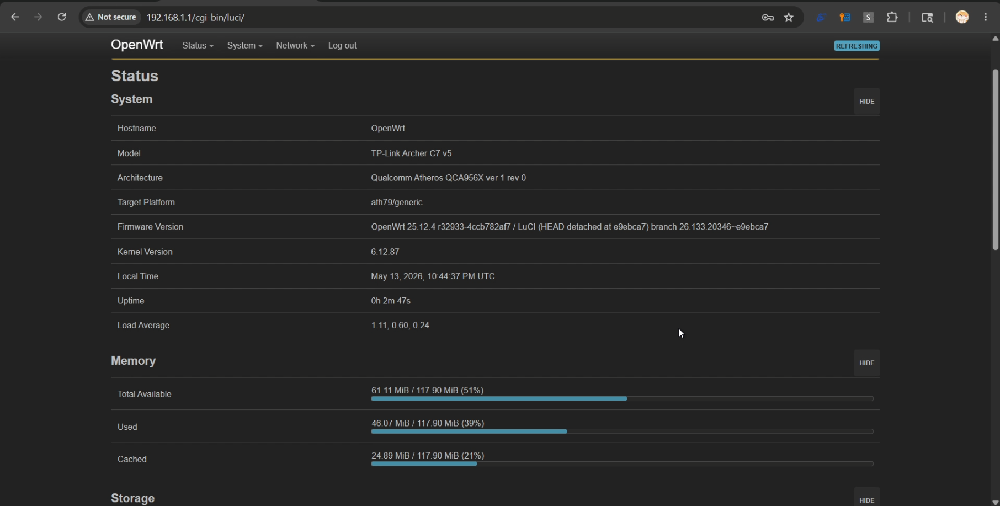 Not secure 192.168.1.1/cgi-bin/luci/ S
OpenWrt Status System Network Log out REFRESHING
Status
System HIDE
Hostname OpenWrt
Model TP-Link Archer C7 v5
Architecture Qualcomm Atheros QCA956X ver 1 rev 0
Target Platform ath79/generic
Firmware Version OpenWrt 25.12.4 r32933-4ccb782af7 / LuCI (HEAD detached at e9ebca7) branch 26.133.20346~e9ebca7
Kernel Version 6.12.87
Local Time May 13, 2026, 10:44:37 PM UTC
Uptime 0h 2m 47s
Load Average 1.11, 0.60, 0.24
Memory HIDE
Total Available 61.11 MiB / 117.90 MiB (51%)
Used 46.07 MiB / 117.90 MiB (39%)
Cached 24.89 MiB / 117.90 MiB (21%)
Storage HIDE